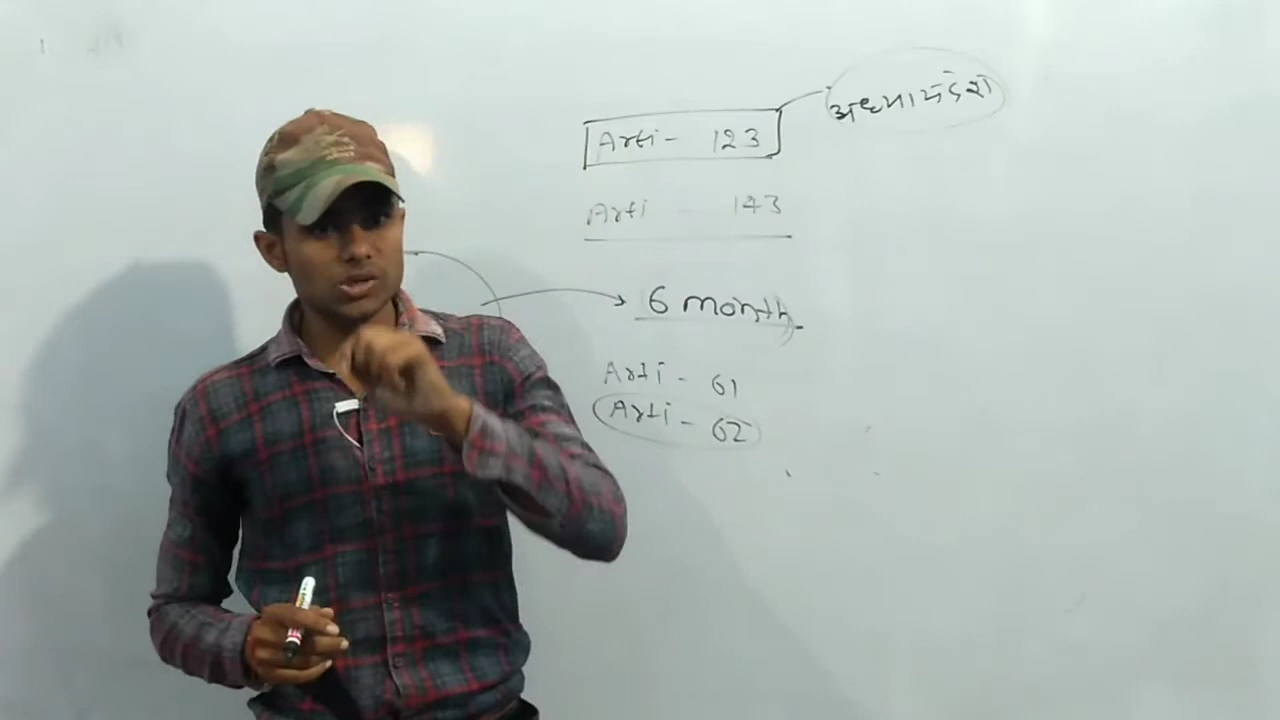 Arti - 123
अध्यादेश
Arti - 143
6 month
Arti - 61
Arti - 62